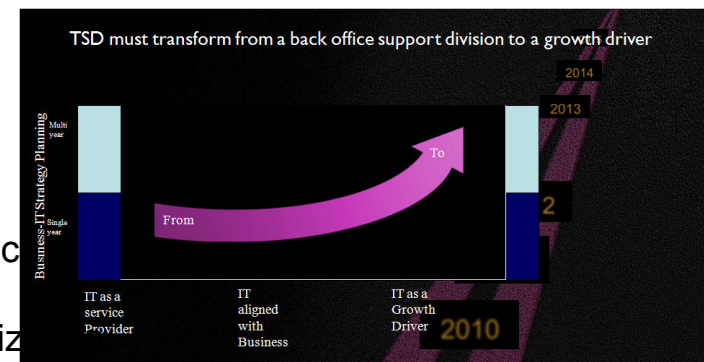 TSD must transform from a back office support division to a growth driver
2014
2013
Business-IT Strategy Planning
Multi
year
To
2
From
Single
year
c
IT as a
service
Provider
IT
aligned
with
Business
IT as a
Growth
Driver
2010
iz